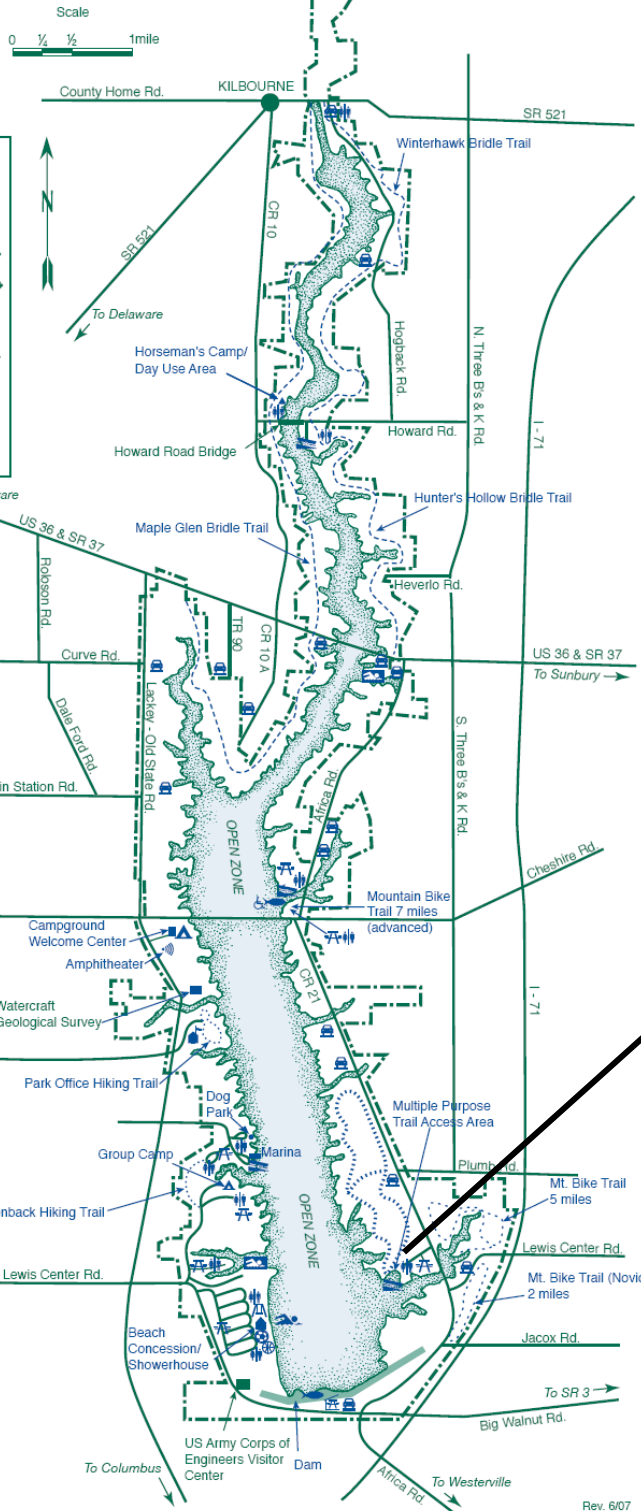 Scale
0 ¼ ½ 1mile
County Home Rd.
KILBOURNE
SR 521
Winterhawk Bridle Trail
N
CR 10
SR 521
To Delaware
Horseman's Camp/
Day Use Area
Hogback Rd.
N. Three B's & K Rd.
I - 71
Howard Road Bridge
Howard Rd.
Hunter's Hollow Bridle Trail
US 36 & SR 37
Maple Glen Bridle Trail
Roloson Rd.
Heverlo Rd.
TR 90
CR 10 A
Curve Rd.
US 36 & SR 37
To Sunbury
Dale Ford Rd.
Lackey - Old State Rd.
S. Three B's & K Rd.
Station Rd.
Africa Rd.
OPEN ZONE
Cheshire Rd.
Mountain Bike
Trail 7 miles
(advanced)
Campground
Welcome Center
Amphitheater
CR 21
I - 71
Watercraft
Geological Survey
Park Office Hiking Trail
Dog
Park
Multiple Purpose
Trail Access Area
Marina
Group Camp
Plumb Rd.
Mt. Bike Trail
5 miles
Hiking Trail
OPEN ZONE
Lewis Center Rd.
Lewis Center Rd.
Mt. Bike Trail
2 miles
Beach
Concession/
Showerhouse
Jacox Rd.
To SR 3
Big Walnut Rd.
US Army Corps of
Engineers Visitor
Center
Dam
To Columbus
Africa Rd.
To Westerville
Rev. 6/07